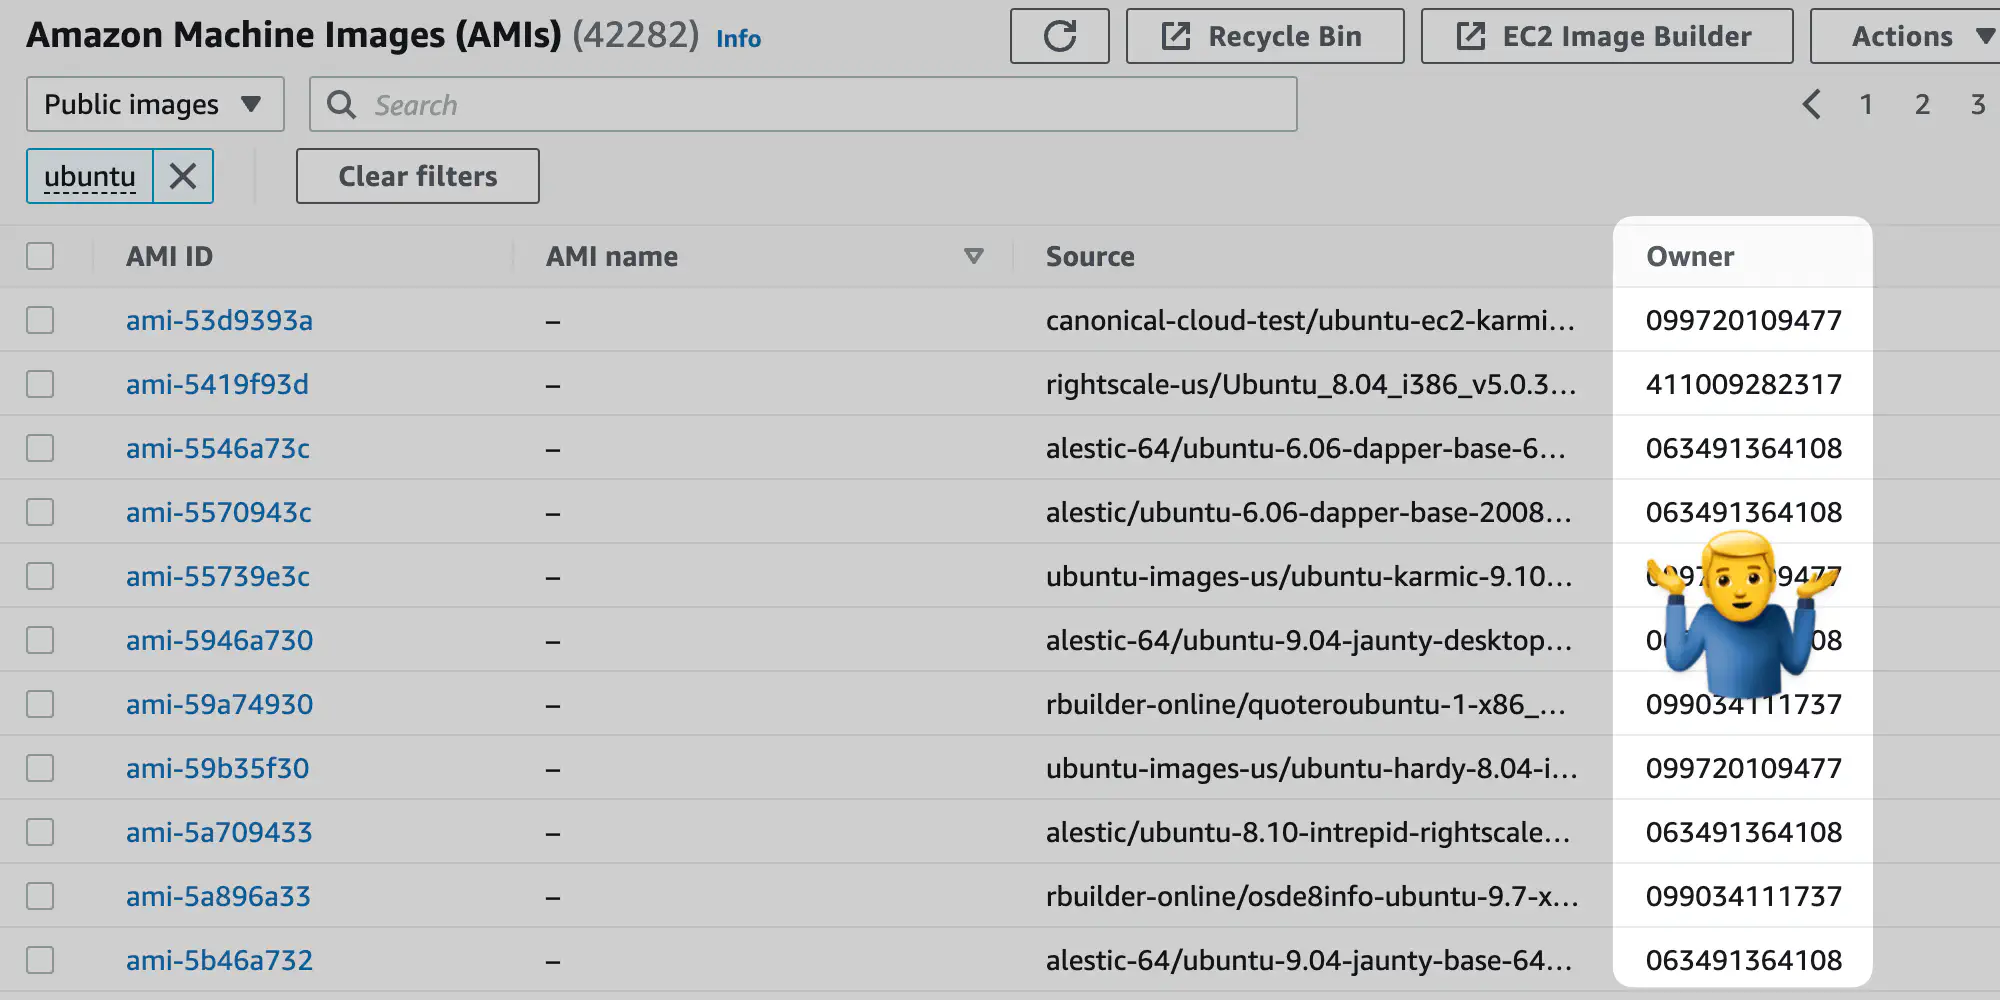 Amazon Machine Images (AMIs) (42282) Info Recycle Bin EC2 Image Builder Actions
Public images Search 1 2 3
ubuntu Clear filters
AMI ID AMI name Source Owner
ami-53d9393a – canonical-cloud-test/ubuntu-ec2-karmi... 099720109477
ami-5419f93d – rightscale-us/Ubuntu_8.04_i386_v5.0.3... 411009282317
ami-5546a73c – alestic-64/ubuntu-6.06-dapper-base-6... 063491364108
ami-5570943c – alestic/ubuntu-6.06-dapper-base-2008... 063491364108
ami-55739e3c – ubuntu-images-us/ubuntu-karmic-9.10...
ami-5946a730 – alestic-64/ubuntu-9.04-jaunty-desktop...
ami-59a74930 – rbuilder-online/quoteroubuntu-1-x86_... 099034111737
ami-59b35f30 – ubuntu-images-us/ubuntu-hardy-8.04-i... 099720109477
ami-5a709433 – alestic/ubuntu-8.10-intrepid-rightscale... 063491364108
ami-5a896a33 – rbuilder-online/osde8info-ubuntu-9.7-x... 099034111737
ami-5b46a732 – alestic-64/ubuntu-9.04-jaunty-base-64... 063491364108